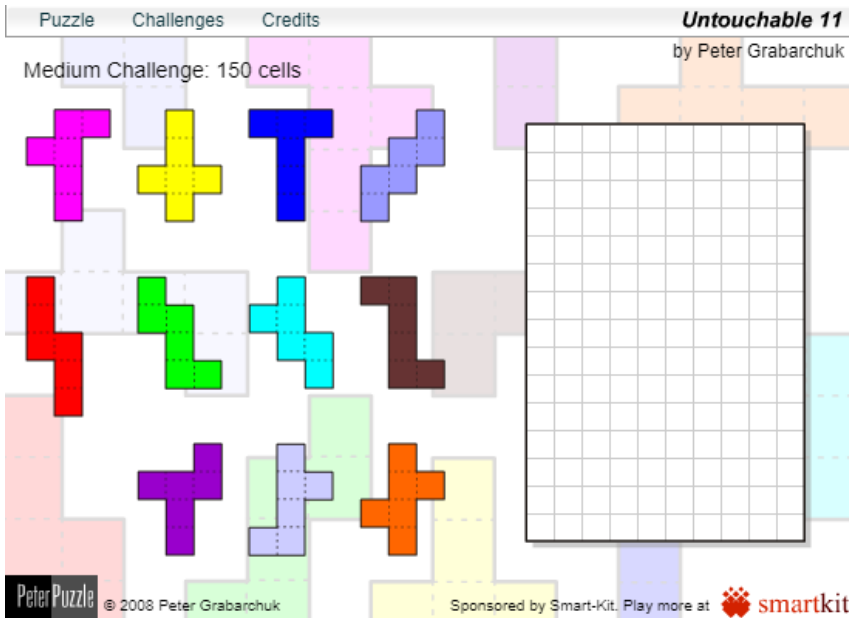 Puzzle Challenges Credits Untouchable 11
by Peter Grabarchuk
Medium Challenge: 150 cells
PeterPuzzle © 2008 Peter Grabarchuk Sponsored by Smart-Kit. Play more at smartkit